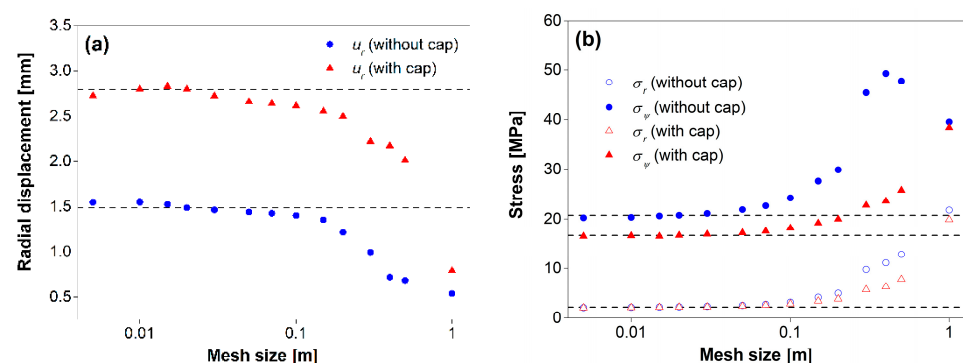 (a)
u_r (without cap)
u_r (with cap)
Radial displacement [mm]
3.5
3.0
2.5
2.0
1.5
1.0
0.5
0.01
0.1
1
Mesh size [m]
(b)
σ_r (without cap)
σ_ψ (without cap)
σ_r (with cap)
σ_ψ (with cap)
Stress [MPa]
60
50
40
30
20
10
0
0.01
0.1
1
Mesh size [m]